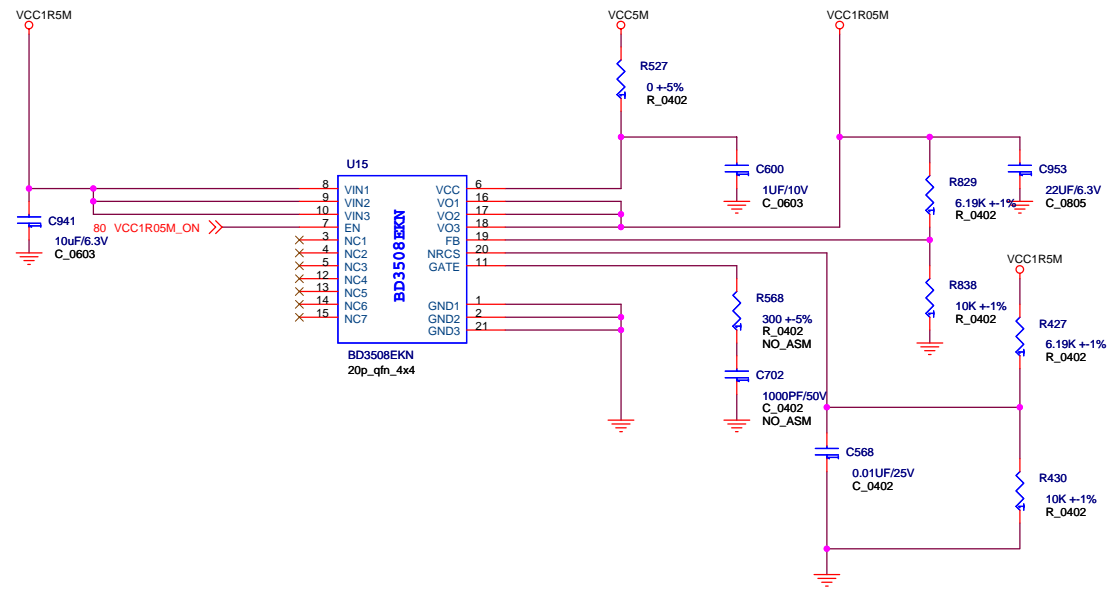 VCC1R5M
VCC5M
VCC1R05M
R527
0 +-5%
R_0402
U15
C600
1UF/10V
C_0603
R829
6.19K +-1%
R_0402
C953
22UF/6.3V
C_0805
C941
10uF/6.3V
C_0603
80 VCC1R05M_ON
8 VIN1
9 VIN2
10 VIN3
7 EN
3 NC1
4 NC2
5 NC3
12 NC4
13 NC5
14 NC6
15 NC7
BD3508EKN
VCC 6
VO1 16
VO2 17
VO3 18
FB 19
NRCS 20
GATE 11
GND1 1
GND2 2
GND3 21
BD3508EKN
20p_qfn_4x4
R568
300 +-5%
R_0402
NO_ASM
C702
1000PF/50V
C_0402
NO_ASM
R838
10K +-1%
R_0402
VCC1R5M
R427
6.19K +-1%
R_0402
C568
0.01UF/25V
C_0402
R430
10K +-1%
R_0402